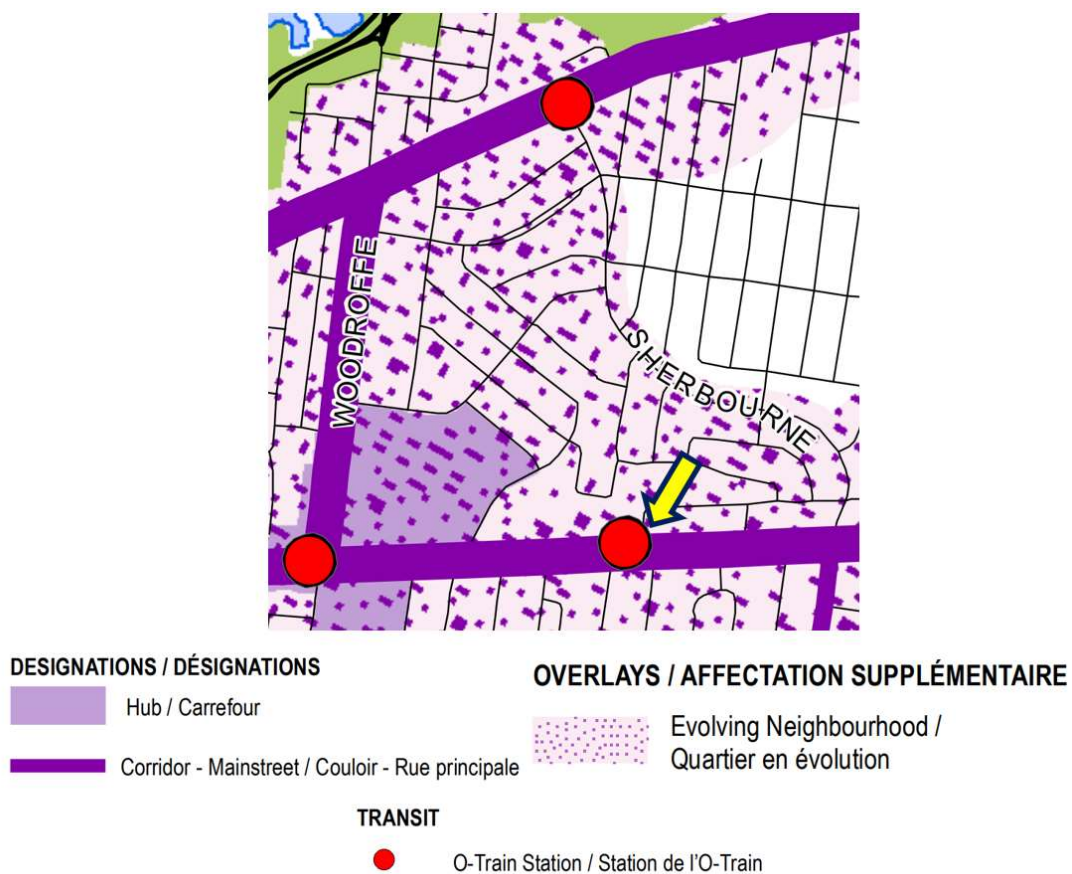 WOODROFFE
SHERBOURNE
DESIGNATIONS / DÉSIGNATIONS
Hub / Carrefour
Corridor - Mainstreet / Couloir - Rue principale
OVERLAYS / AFFECTATION SUPPLÉMENTAIRE
Evolving Neighbourhood /
Quartier en évolution
TRANSIT
O-Train Station / Station de l'O-Train